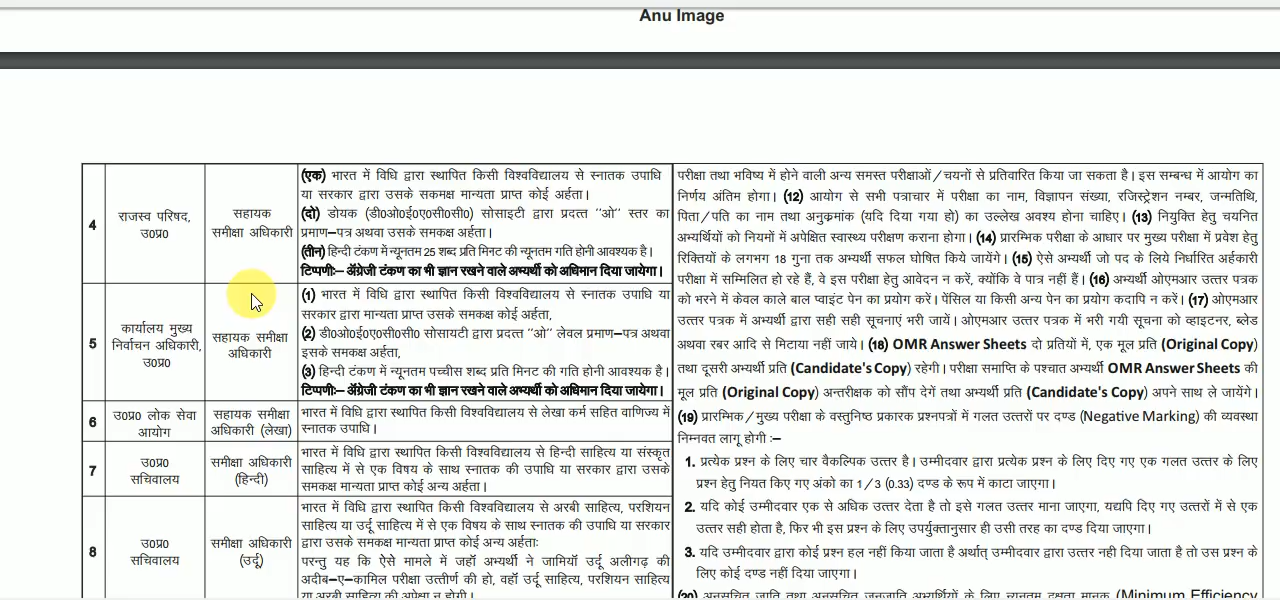 Anu Image
4
राजस्व परिषद,
उ0प्र0
सहायक
समीक्षा अधिकारी
(एक) भारत में विधि द्वारा स्थापित किसी विश्वविद्यालय से स्नातक उपाधि
या सरकार द्वारा उसके सकमक्ष मान्यता प्राप्त कोई अर्हता।
(दो) डोयक (डी0ओ0ई0ए0सी0सी0) सोसाइटी द्वारा प्रदत्त ''ओ'' स्तर का
प्रमाण–पत्र अथवा उसके समकक्ष अर्हता।
(तीन) हिन्दी टंकण में न्यूनतम 25 शब्द प्रति मिनट की न्यूनतम गति होनी आवश्यक है।
टिप्पणीः– अँग्रेजी टंकण का भी ज्ञान रखने वाले अभ्यर्थी को अधिमान दिया जायेगा।
5
कार्यालय मुख्य
निर्वाचन अधिकारी,
उ0प्र0
सहायक समीक्षा
अधिकारी
(1) भारत में विधि द्वारा स्थापित किसी विश्वविद्यालय से स्नातक उपाधि या
सरकार द्वारा मान्यता प्राप्त उसके समकक्ष कोई अर्हता,
(2) डी0ओ0ई0ए0सी0सी0 सोसायटी द्वारा प्रदत्त ''ओ'' लेवल प्रमाण–पत्र अथवा
इसके समकक्ष अर्हता,
(3) हिन्दी टंकण में न्यूनतम पच्चीस शब्द प्रति मिनट की गति होनी आवश्यक है।
टिप्पणीः– अँग्रेजी टंकण का भी ज्ञान रखने वाले अभ्यर्थी को अधिमान दिया जायेगा।
6
उ0प्र0 लोक सेवा
आयोग
सहायक समीक्षा
अधिकारी (लेखा)
भारत में विधि द्वारा स्थापित किसी विश्वविद्यालय से लेखा कर्म सहित वाणिज्य में
स्नातक उपाधि।
7
उ0प्र0
सचिवालय
समीक्षा अधिकारी
(हिन्दी)
भारत में विधि द्वारा स्थापित किसी विश्वविद्यालय से हिन्दी साहित्य या संस्कृत
साहित्य में से एक विषय के साथ स्नातक की उपाधि या सरकार द्वारा उसके
समकक्ष मान्यता प्राप्त कोई अन्य अर्हता।
8
उ0प्र0
सचिवालय
समीक्षा अधिकारी
(उर्दू)
भारत में विधि द्वारा स्थापित किसी विश्वविद्यालय से अरबी साहित्य, परशियन
साहित्य या उर्दू साहित्य में से एक विषय के साथ स्नातक की उपाधि या सरकार
द्वारा उसके समकक्ष मान्यता प्राप्त कोई अन्य अर्हताः
परन्तु यह कि ऐसे मामले में जहाँ अभ्यर्थी ने जामियाँ उर्दू अलीगढ़ की
अदीब–ए–कामिल परीक्षा उत्तीर्ण की हो, वहाँ उर्दू साहित्य, परशियन साहित्य
या अरबी साहित्य की अपेक्षा न होगी।
परीक्षा तथा भविष्य में होने वाली अन्य समस्त परीक्षाओं/चयनों से प्रतिवारित किया जा सकता है। इस सम्बन्ध में आयोग का
निर्णय अंतिम होगा। (12) आयोग से सभी पत्राचार में परीक्षा का नाम, विज्ञापन संख्या, रजिस्ट्रेशन नम्बर, जन्मतिथि,
पिता/पति का नाम तथा अनुक्रमांक (यदि दिया गया हो) का उल्लेख अवश्य होना चाहिए। (13) नियुक्ति हेतु चयनित
अभ्यर्थियों को नियमों में अपेक्षित स्वास्थ्य परीक्षण कराना होगा। (14) प्रारम्भिक परीक्षा के आधार पर मुख्य परीक्षा में प्रवेश हेतु
रिक्तियों के लगभग 18 गुना तक अभ्यर्थी सफल घोषित किये जायेंगे। (15) ऐसे अभ्यर्थी जो पद के लिए निर्धारित अर्हकारी
परीक्षा में सम्मिलित हो रहे हैं, वे इस परीक्षा हेतु आवेदन न करें, क्योंकि वे पात्र नहीं हैं। (16) अभ्यर्थी ओएमआर उत्तर पत्रक
को भरने में केवल काले बाल प्वाइंट पेन का प्रयोग करें। पेंसिल या किसी अन्य पेन का प्रयोग कदापि न करें। (17) ओएमआर
उत्तर पत्रक में अभ्यर्थी द्वारा सही सही सूचनाएं भरी जायें। ओएमआर उत्तर पत्रक में भरी गयी सूचना को व्हाइटनर, ब्लेड
अथवा रबर आदि से मिटाया नहीं जाये। (18) OMR Answer Sheets दो प्रतियों में, एक मूल प्रति (Original Copy)
तथा दूसरी अभ्यर्थी प्रति (Candidate's Copy) रहेगी। परीक्षा समाप्ति के पश्चात अभ्यर्थी OMR Answer Sheets की
मूल प्रति (Original Copy) अन्तरीक्षक को सौंप देगें तथा अभ्यर्थी प्रति (Candidate's Copy) अपने साथ ले जायेंगे।
(19) प्रारम्भिक/मुख्य परीक्षा के वस्तुनिष्ठ प्रकारक प्रश्नपत्रों में गलत उत्तरों पर दण्ड (Negative Marking) की व्यवस्था
निम्नवत लागू होगी :–
1. प्रत्येक प्रश्न के लिए चार वैकल्पिक उत्तर है। उम्मीदवार द्वारा प्रत्येक प्रश्न के लिए दिए गए एक गलत उत्तर के लिए
प्रश्न हेतु नियत किए गए अंको का 1/3 (0.33) दण्ड के रूप में काटा जाएगा।
2. यदि कोई उम्मीदवार एक से अधिक उत्तर देता है तो इसे गलत उत्तर माना जाएगा, यद्यपि दिए गए उत्तरों में से एक
उत्तर सही होता है, फिर भी इस प्रश्न के लिए उपर्युक्तानुसार ही उसी तरह का दण्ड दिया जाएगा।
3. यदि उम्मीदवार द्वारा कोई प्रश्न हल नहीं किया जाता है अर्थात् उम्मीदवार द्वारा उत्तर नही दिया जाता है तो उस प्रश्न के
लिए कोई दण्ड नहीं दिया जाएगा।
(20) अनुसूचित जाति तथा अनुसूचित जनजाति अभ्यर्थियों के लिए न्यूनतम दक्षता मानक (Minimum Efficiency